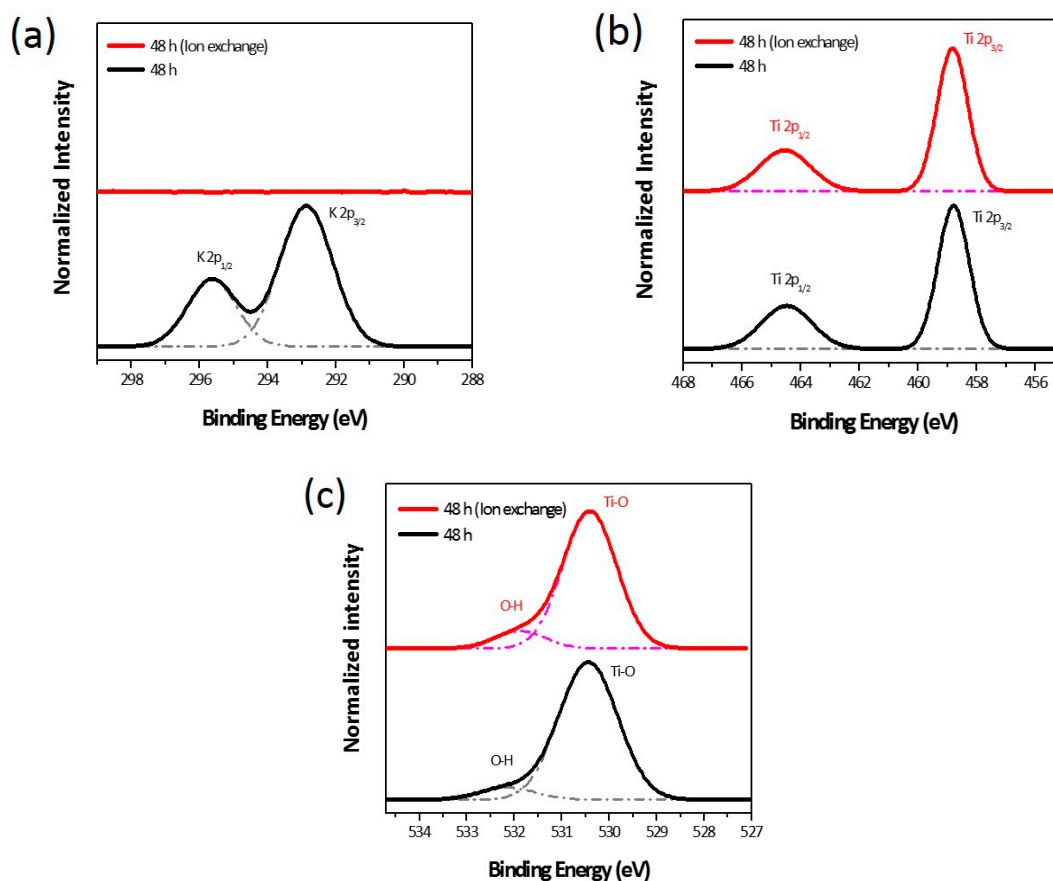 (a)
48 h (Ion exchange)
48 h
K 2p1/2
K 2p3/2
Normalized Intensity
298 296 294 292 290 288
Binding Energy (eV)
(b)
48 h (Ion exchange)
48 h
Ti 2p3/2
Ti 2p1/2
Ti 2p3/2
Ti 2p1/2
Normalized Intensity
468 466 464 462 460 458 456
Binding Energy (eV)
(c)
48 h (Ion exchange)
48 h
Ti-O
O-H
Ti-O
O-H
Normalized intensity
534 533 532 531 530 529 528 527
Binding Energy (eV)